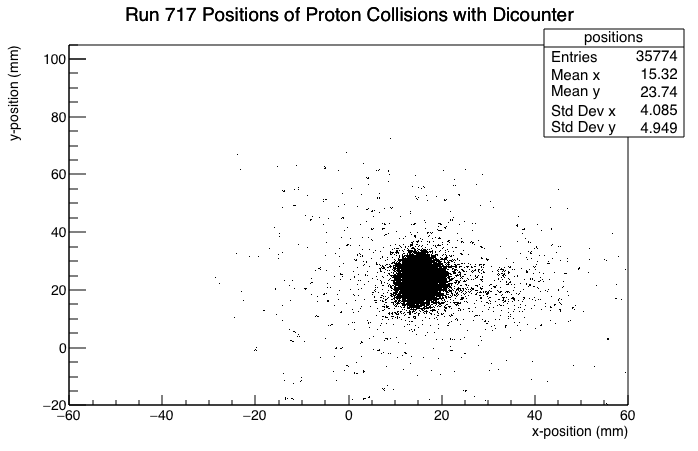 Run 717 Positions of Proton Collisions with Dicounter
positions
Entries 35774
Mean x 15.32
Mean y 23.74
Std Dev x 4.085
Std Dev y 4.949
y-position (mm)
100
80
60
40
20
0
−20
−60 −40 −20 0 20 40 60
x-position (mm)